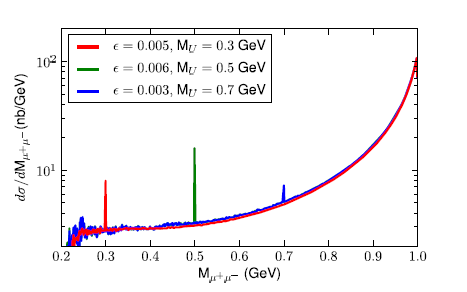 ϵ = 0.005, M_U = 0.3 GeV
ϵ = 0.006, M_U = 0.5 GeV
ϵ = 0.003, M_U = 0.7 GeV
10²
10¹
dσ/dM_μ⁺μ⁻ (nb/GeV)
0.2 0.3 0.4 0.5 0.6 0.7 0.8 0.9 1.0
M_μ⁺μ⁻ (GeV)